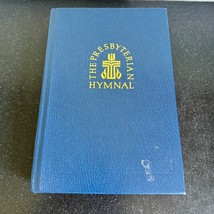 THE PRESBYTERIAN
HYMNAL